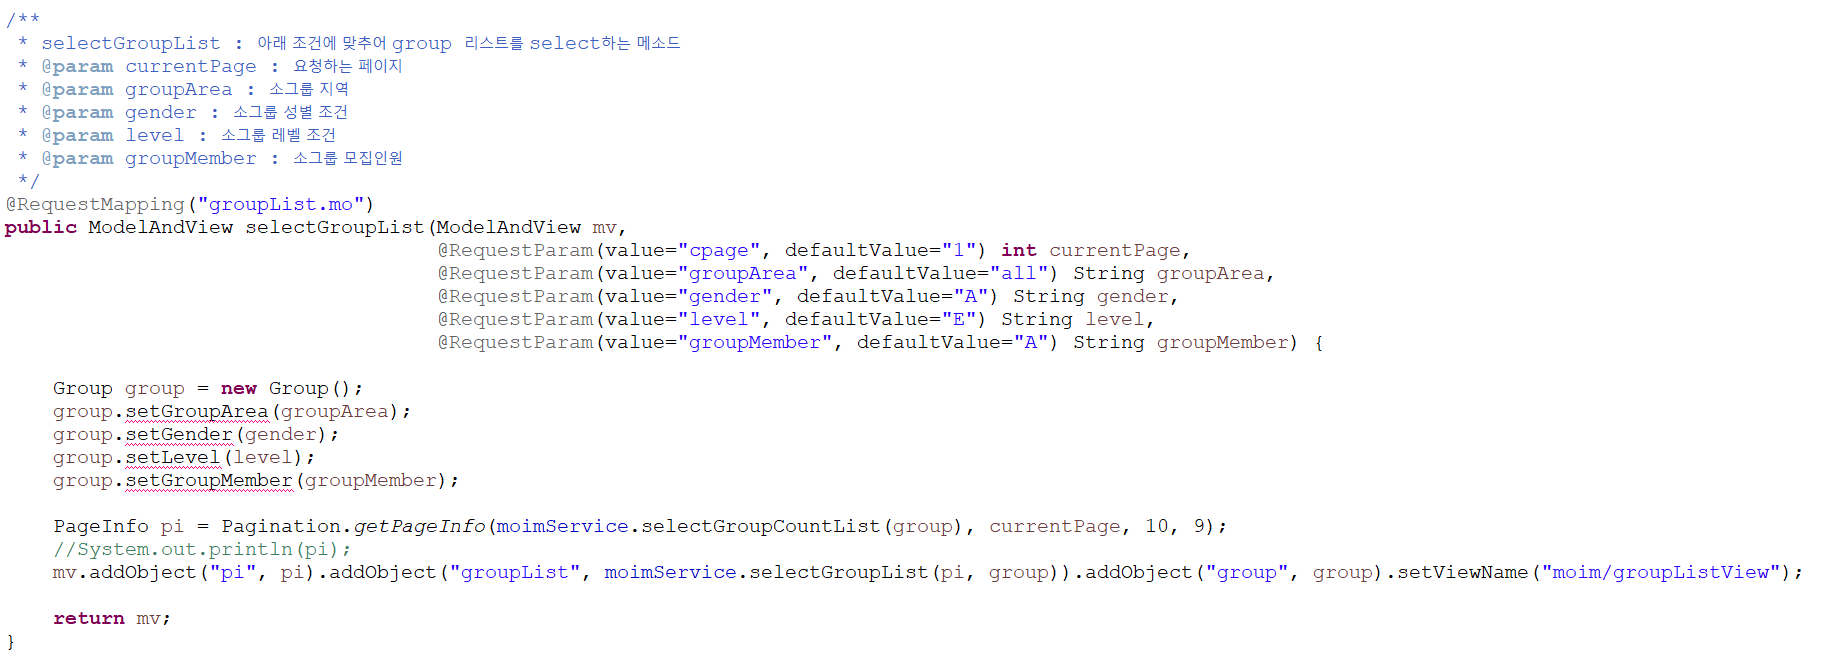 /**
 * selectGroupList : 아래 조건에 맞추어 group 리스트를 select하는 메소드
 * @param currentPage : 요청하는 페이지
 * @param groupArea : 소그룹 지역
 * @param gender : 소그룹 성별 조건
 * @param level : 소그룹 레벨 조건
 * @param groupMember : 소그룹 모집인원
 */
@RequestMapping("groupList.mo")
public ModelAndView selectGroupList(ModelAndView mv,
@RequestParam(value="cpage", defaultValue="1") int currentPage,
@RequestParam(value="groupArea", defaultValue="all") String groupArea,
@RequestParam(value="gender", defaultValue="A") String gender,
@RequestParam(value="level", defaultValue="E") String level,
@RequestParam(value="groupMember", defaultValue="A") String groupMember) {
Group group = new Group();
group.setGroupArea(groupArea);
group.setGender(gender);
group.setLevel(level);
group.setGroupMember(groupMember);
PageInfo pi = Pagination.getPageInfo(moimService.selectGroupCountList(group), currentPage, 10, 9);
//System.out.println(pi);
mv.addObject("pi", pi).addObject("groupList", moimService.selectGroupList(pi, group)).addObject("group", group).setViewName("moim/groupListView");
return mv;
}